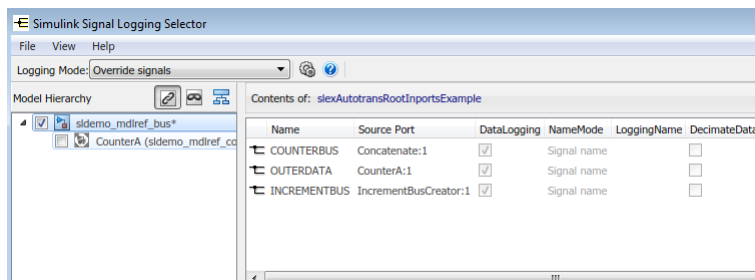 Simulink Signal Logging Selector
File View Help
Logging Mode: Override signals
Model Hierarchy
Contents of: slexAutotransRootInportsExample
sldemo_mdlref_bus*
CounterA (sldemo_mdlref_co
Name Source Port DataLogging NameMode LoggingName DecimateData
COUNTERBUS Concatenate:1 Signal name
OUTERDATA CounterA:1 Signal name
INCREMENTBUS IncrementBusCreator:1 Signal name